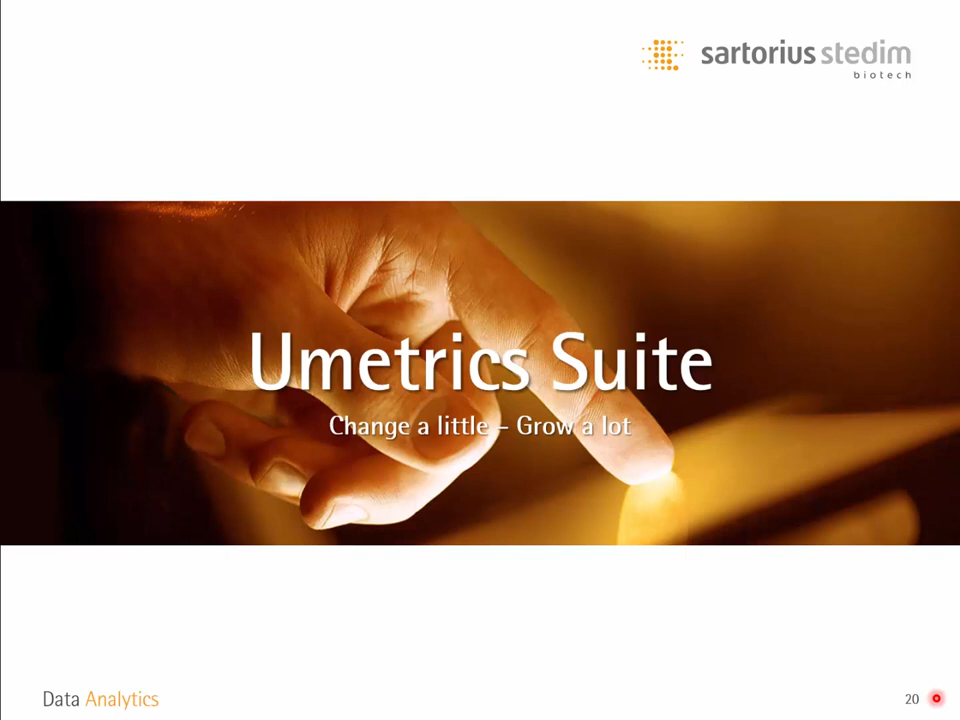 sartorius stedim
biotech
Umetrics Suite
Change a little – Grow a lot
Data Analytics
20